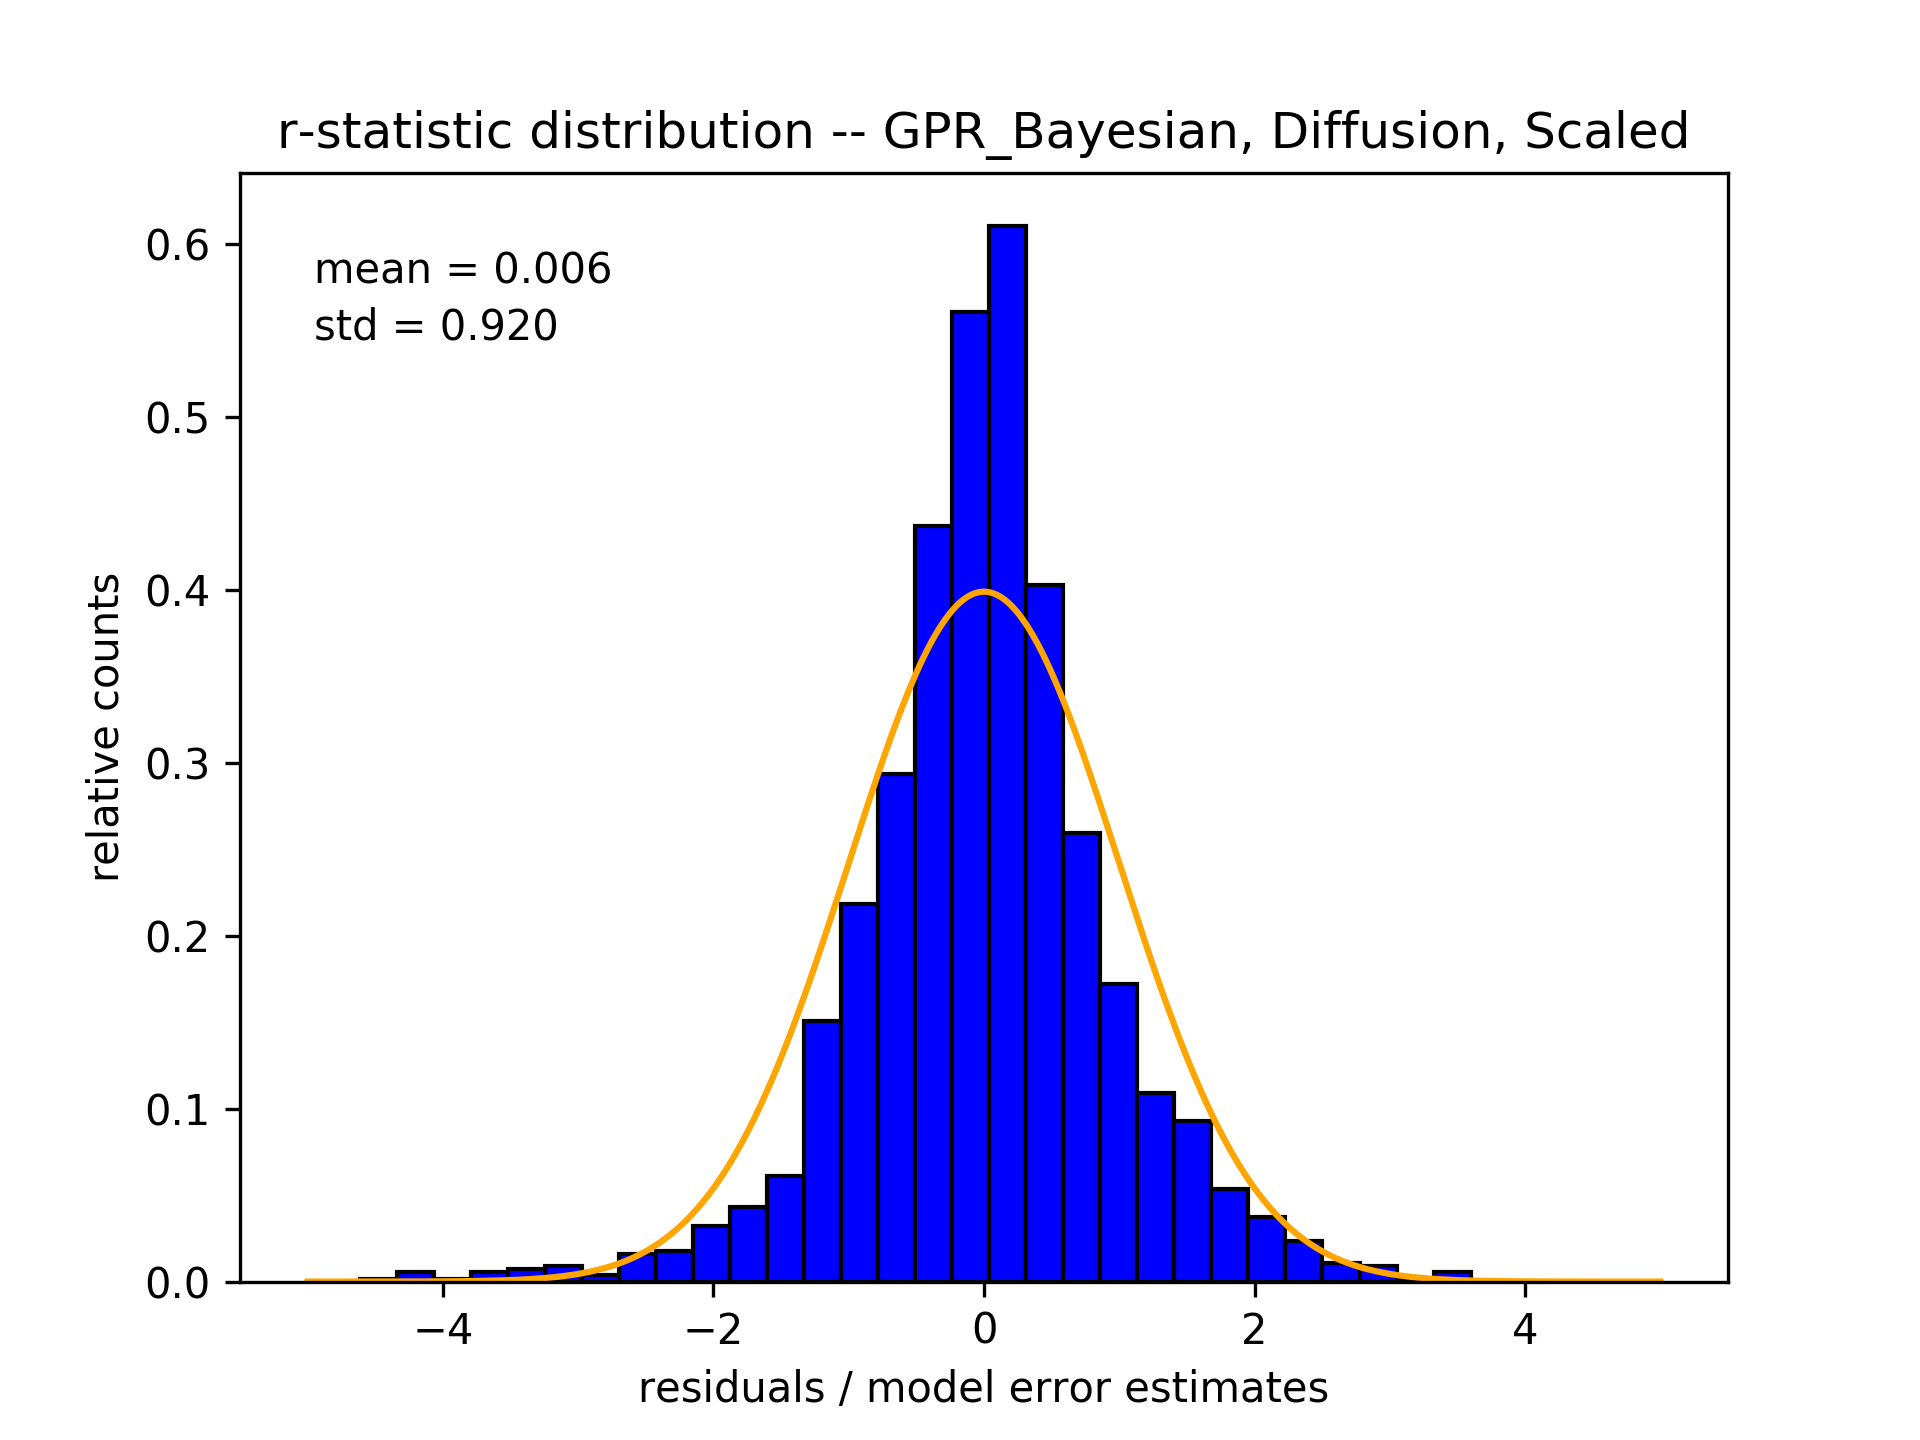 r-statistic distribution -- GPR_Bayesian, Diffusion, Scaled
mean = 0.006
std = 0.920
0.6
0.5
0.4
0.3
0.2
0.1
0.0
relative counts
−4 −2 0 2 4
residuals / model error estimates